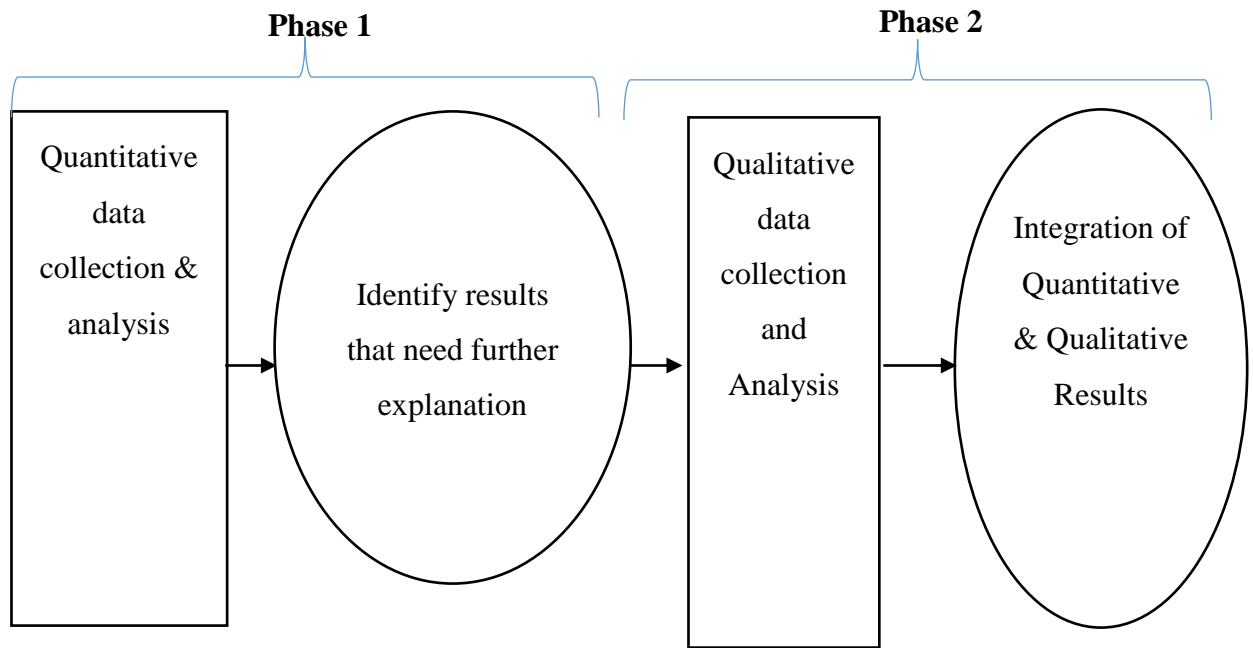 Phase 1
Phase 2
Quantitative
data
collection &
analysis
Identify results
that need further
explanation
Qualitative
data
collection
and
Analysis
Integration of
Quantitative
& Qualitative
Results